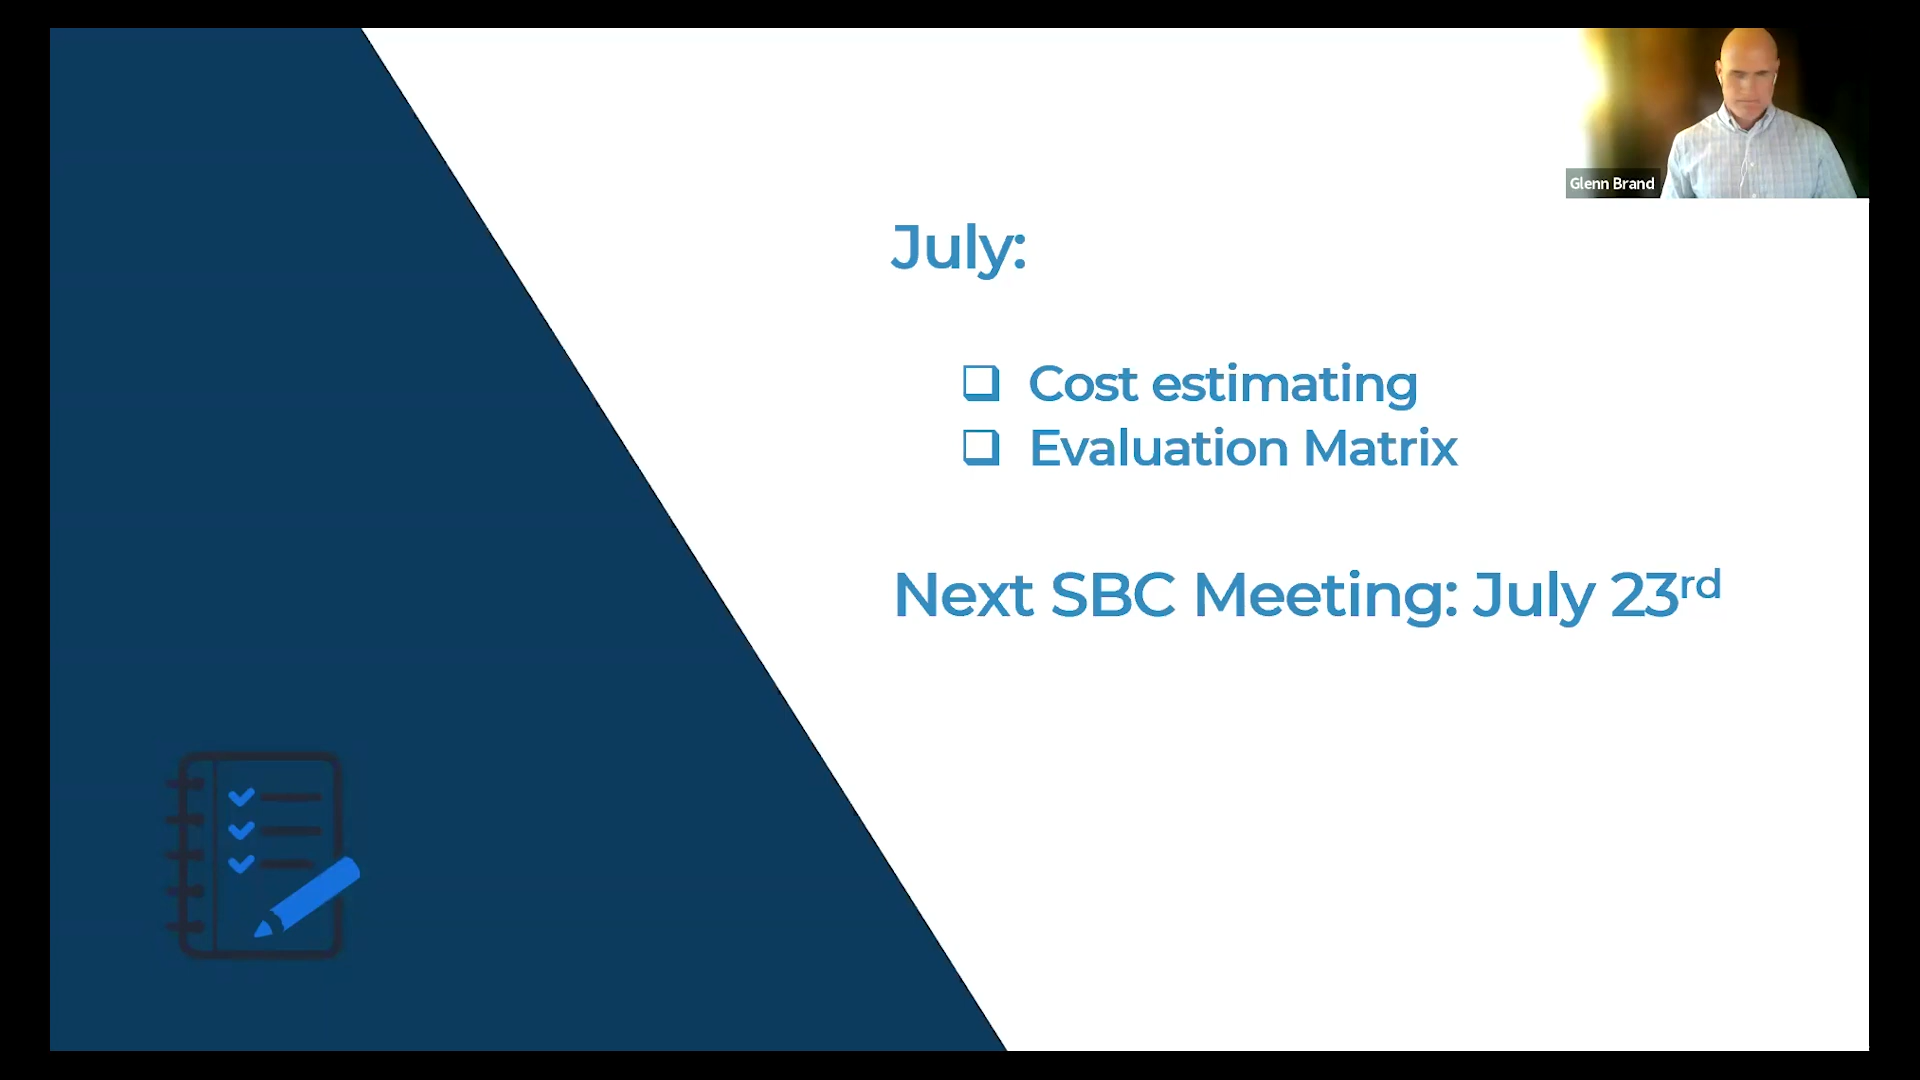 Glenn Brand
July:
Cost estimating
Evaluation Matrix
Next SBC Meeting: July 23rd